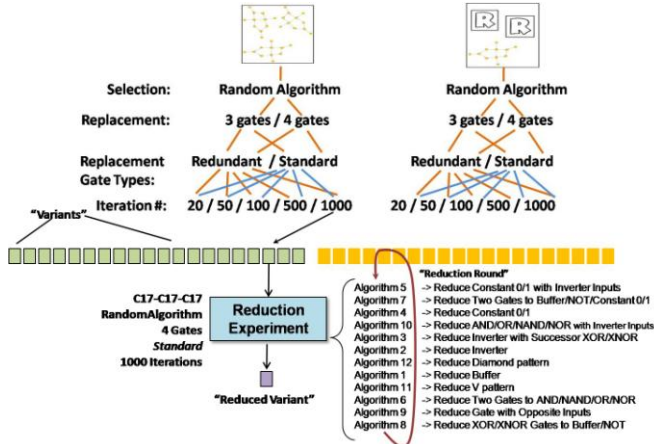 R
R
Selection: Random Algorithm Random Algorithm
Replacement: 3 gates / 4 gates 3 gates / 4 gates
Replacement Redundant / Standard Redundant / Standard
Gate Types:
Iteration #: 20 / 50 / 100 / 500 / 1000 20 / 50 / 100 / 500 / 1000
"Variants"
"Reduction Round"
C17-C17-C17
RandomAlgorithm
4 Gates
Standard
1000 Iterations
Reduction
Experiment
"Reduced Variant"
Algorithm 5 -> Reduce Constant 0/1 with Inverter Inputs
Algorithm 7 -> Reduce Two Gates to Buffer/NOT/Constant 0/1
Algorithm 4 -> Reduce Constant 0/1
Algorithm 10 -> Reduce AND/OR/NAND/NOR with Inverter Inputs
Algorithm 3 -> Reduce Inverter with Successor XOR/XNOR
Algorithm 2 -> Reduce Inverter
Algorithm 12 -> Reduce Diamond pattern
Algorithm 1 -> Reduce Buffer
Algorithm 11 -> Reduce V pattern
Algorithm 6 -> Reduce Two Gates to AND/NAND/OR/NOR
Algorithm 9 -> Reduce Gate with Opposite Inputs
Algorithm 8 -> Reduce XOR/XNOR Gates to Buffer/NOT